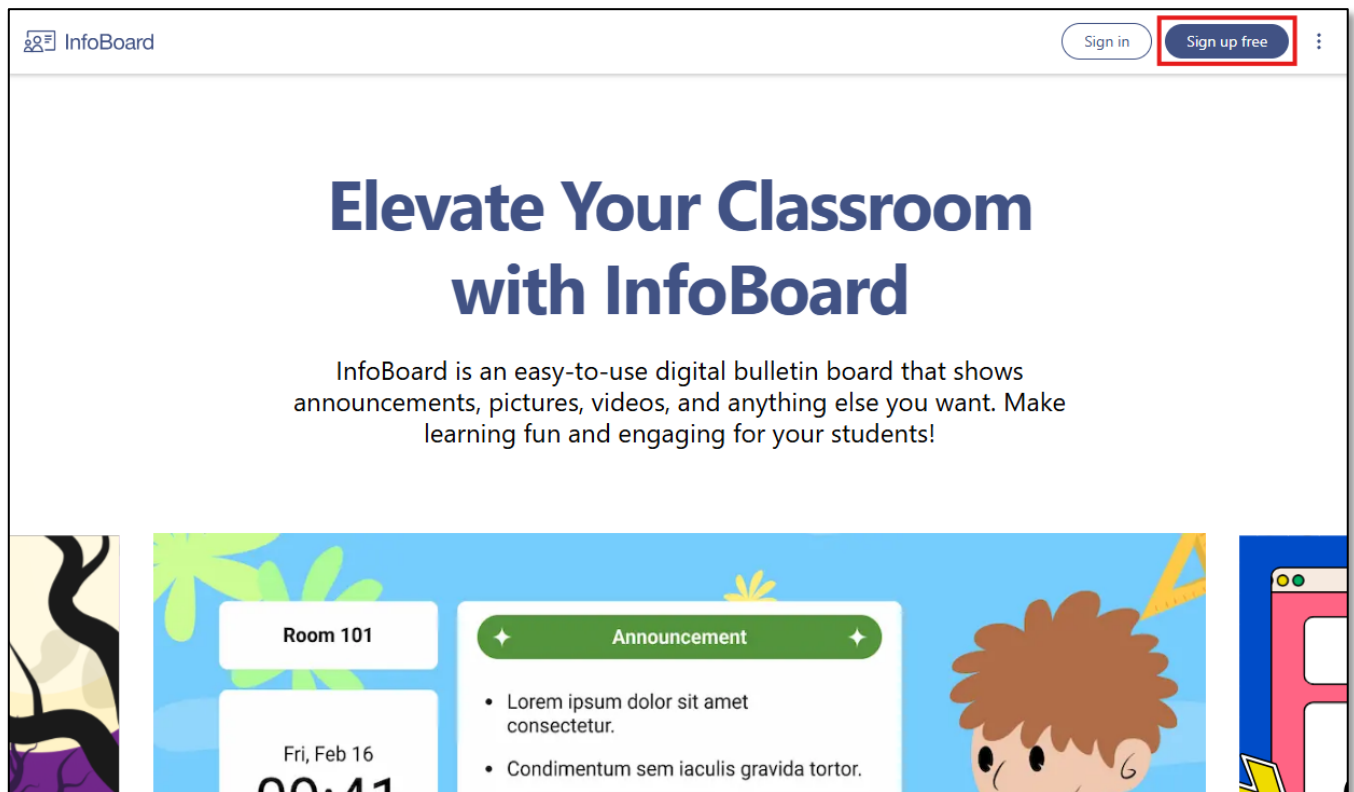 InfoBoard
Sign in
Sign up free
Elevate Your Classroom
with InfoBoard
InfoBoard is an easy-to-use digital bulletin board that shows
announcements, pictures, videos, and anything else you want. Make
learning fun and engaging for your students!
Room 101
Fri, Feb 16
09:41
Announcement
Lorem ipsum dolor sit amet
consectetur.
Condimentum sem iaculis gravida tortor.